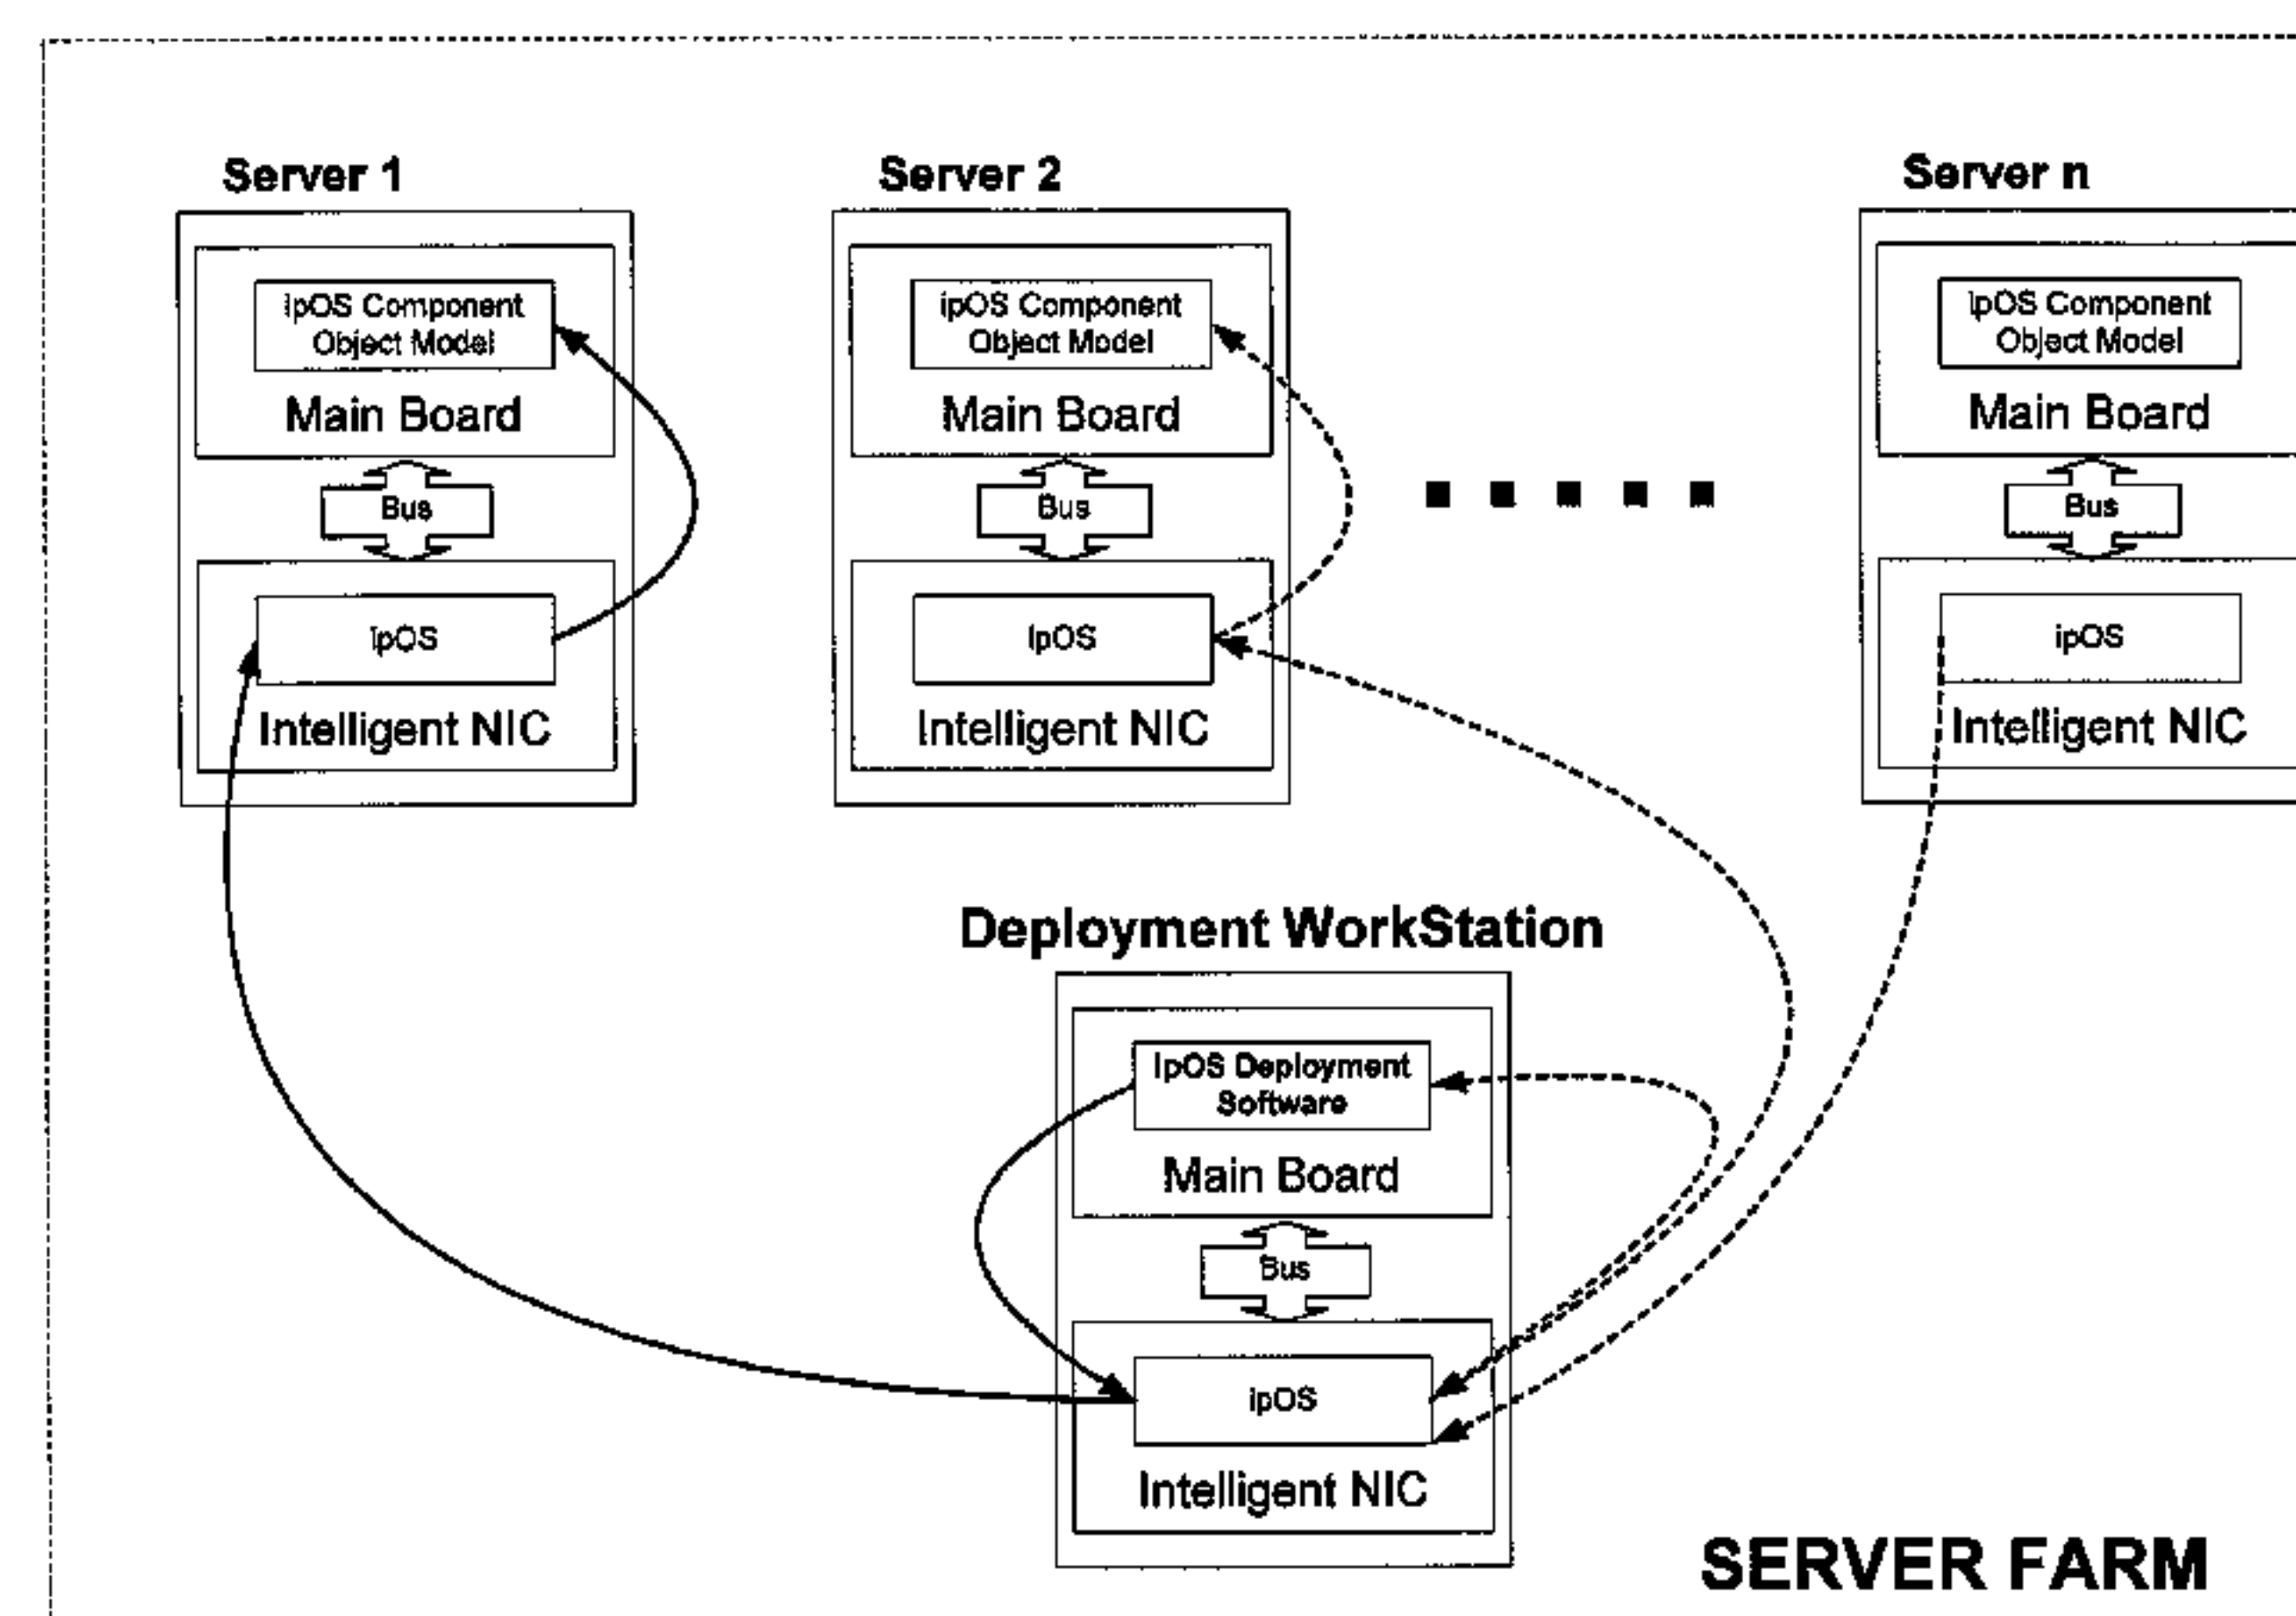 Server 1
ipOS Component
Object Model
Main Board
Bus
ipOS
Intelligent NIC
Server 2
ipOS Component
Object Model
Main Board
Bus
ipOS
Intelligent NIC
Server n
ipOS Component
Object Model
Main Board
Bus
ipOS
Intelligent NIC
Deployment WorkStation
ipOS Deployment
Software
Main Board
Bus
ipOS
Intelligent NIC
SERVER FARM